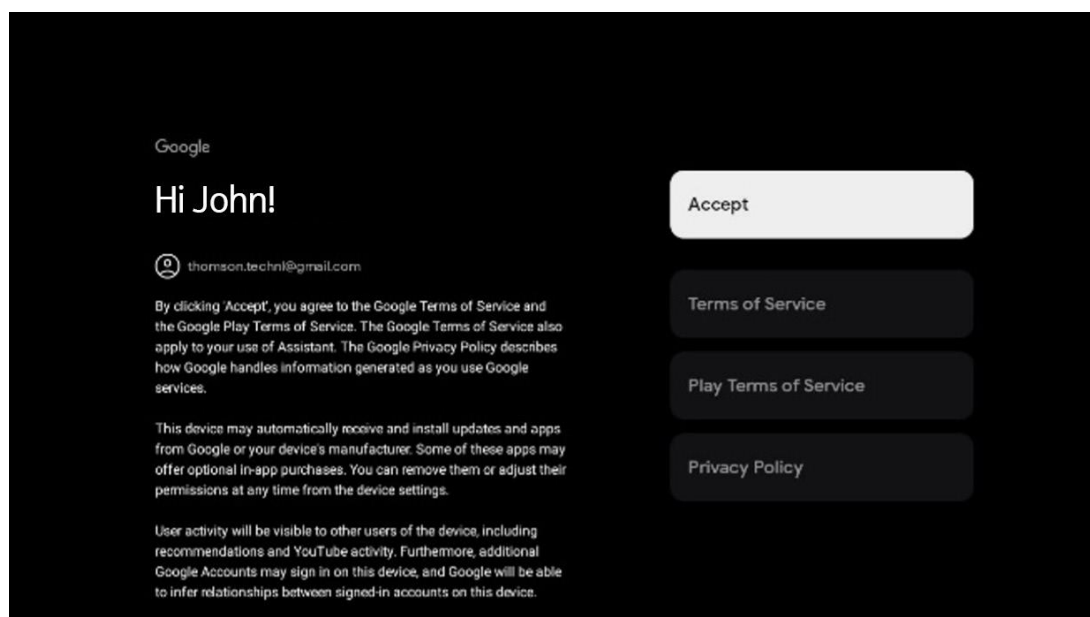 Google
Hi John!
thomson.technl@gmail.com
By clicking 'Accept', you agree to the Google Terms of Service and
the Google Play Terms of Service. The Google Terms of Service also
apply to your use of Assistant. The Google Privacy Policy describes
how Google handles information generated as you use Google
services.
This device may automatically receive and install updates and apps
from Google or your device's manufacturer. Some of these apps may
offer optional in-app purchases. You can remove them or adjust their
permissions at any time from the device settings.
User activity will be visible to other users of the device, including
recommendations and YouTube activity. Furthermore, additional
Google Accounts may sign in on this device, and Google will be able
to infer relationships between signed-in accounts on this device.
Accept
Terms of Service
Play Terms of Service
Privacy Policy